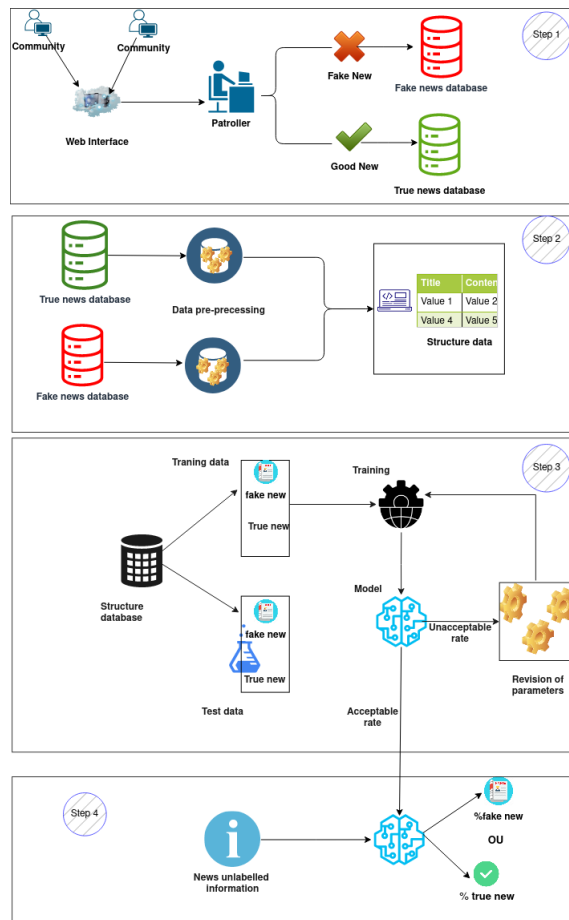 Step 1
Community
Community
Web Interface
Patroller
Fake New
Fake news database
Good New
True news database
Step 2
True news database
Data pre-precessing
Fake news database
Title Conten
Value 1 Value 2
Value 4 Value 5
Structure data
Step 3
Traning data
fake new
True new
Training
Structure
database
Model
Unacceptable
rate
fake new
True new
Test data
Revision of
parameters
Acceptable
rate
Step 4
%fake new
OU
% true new
News unlabelled
information